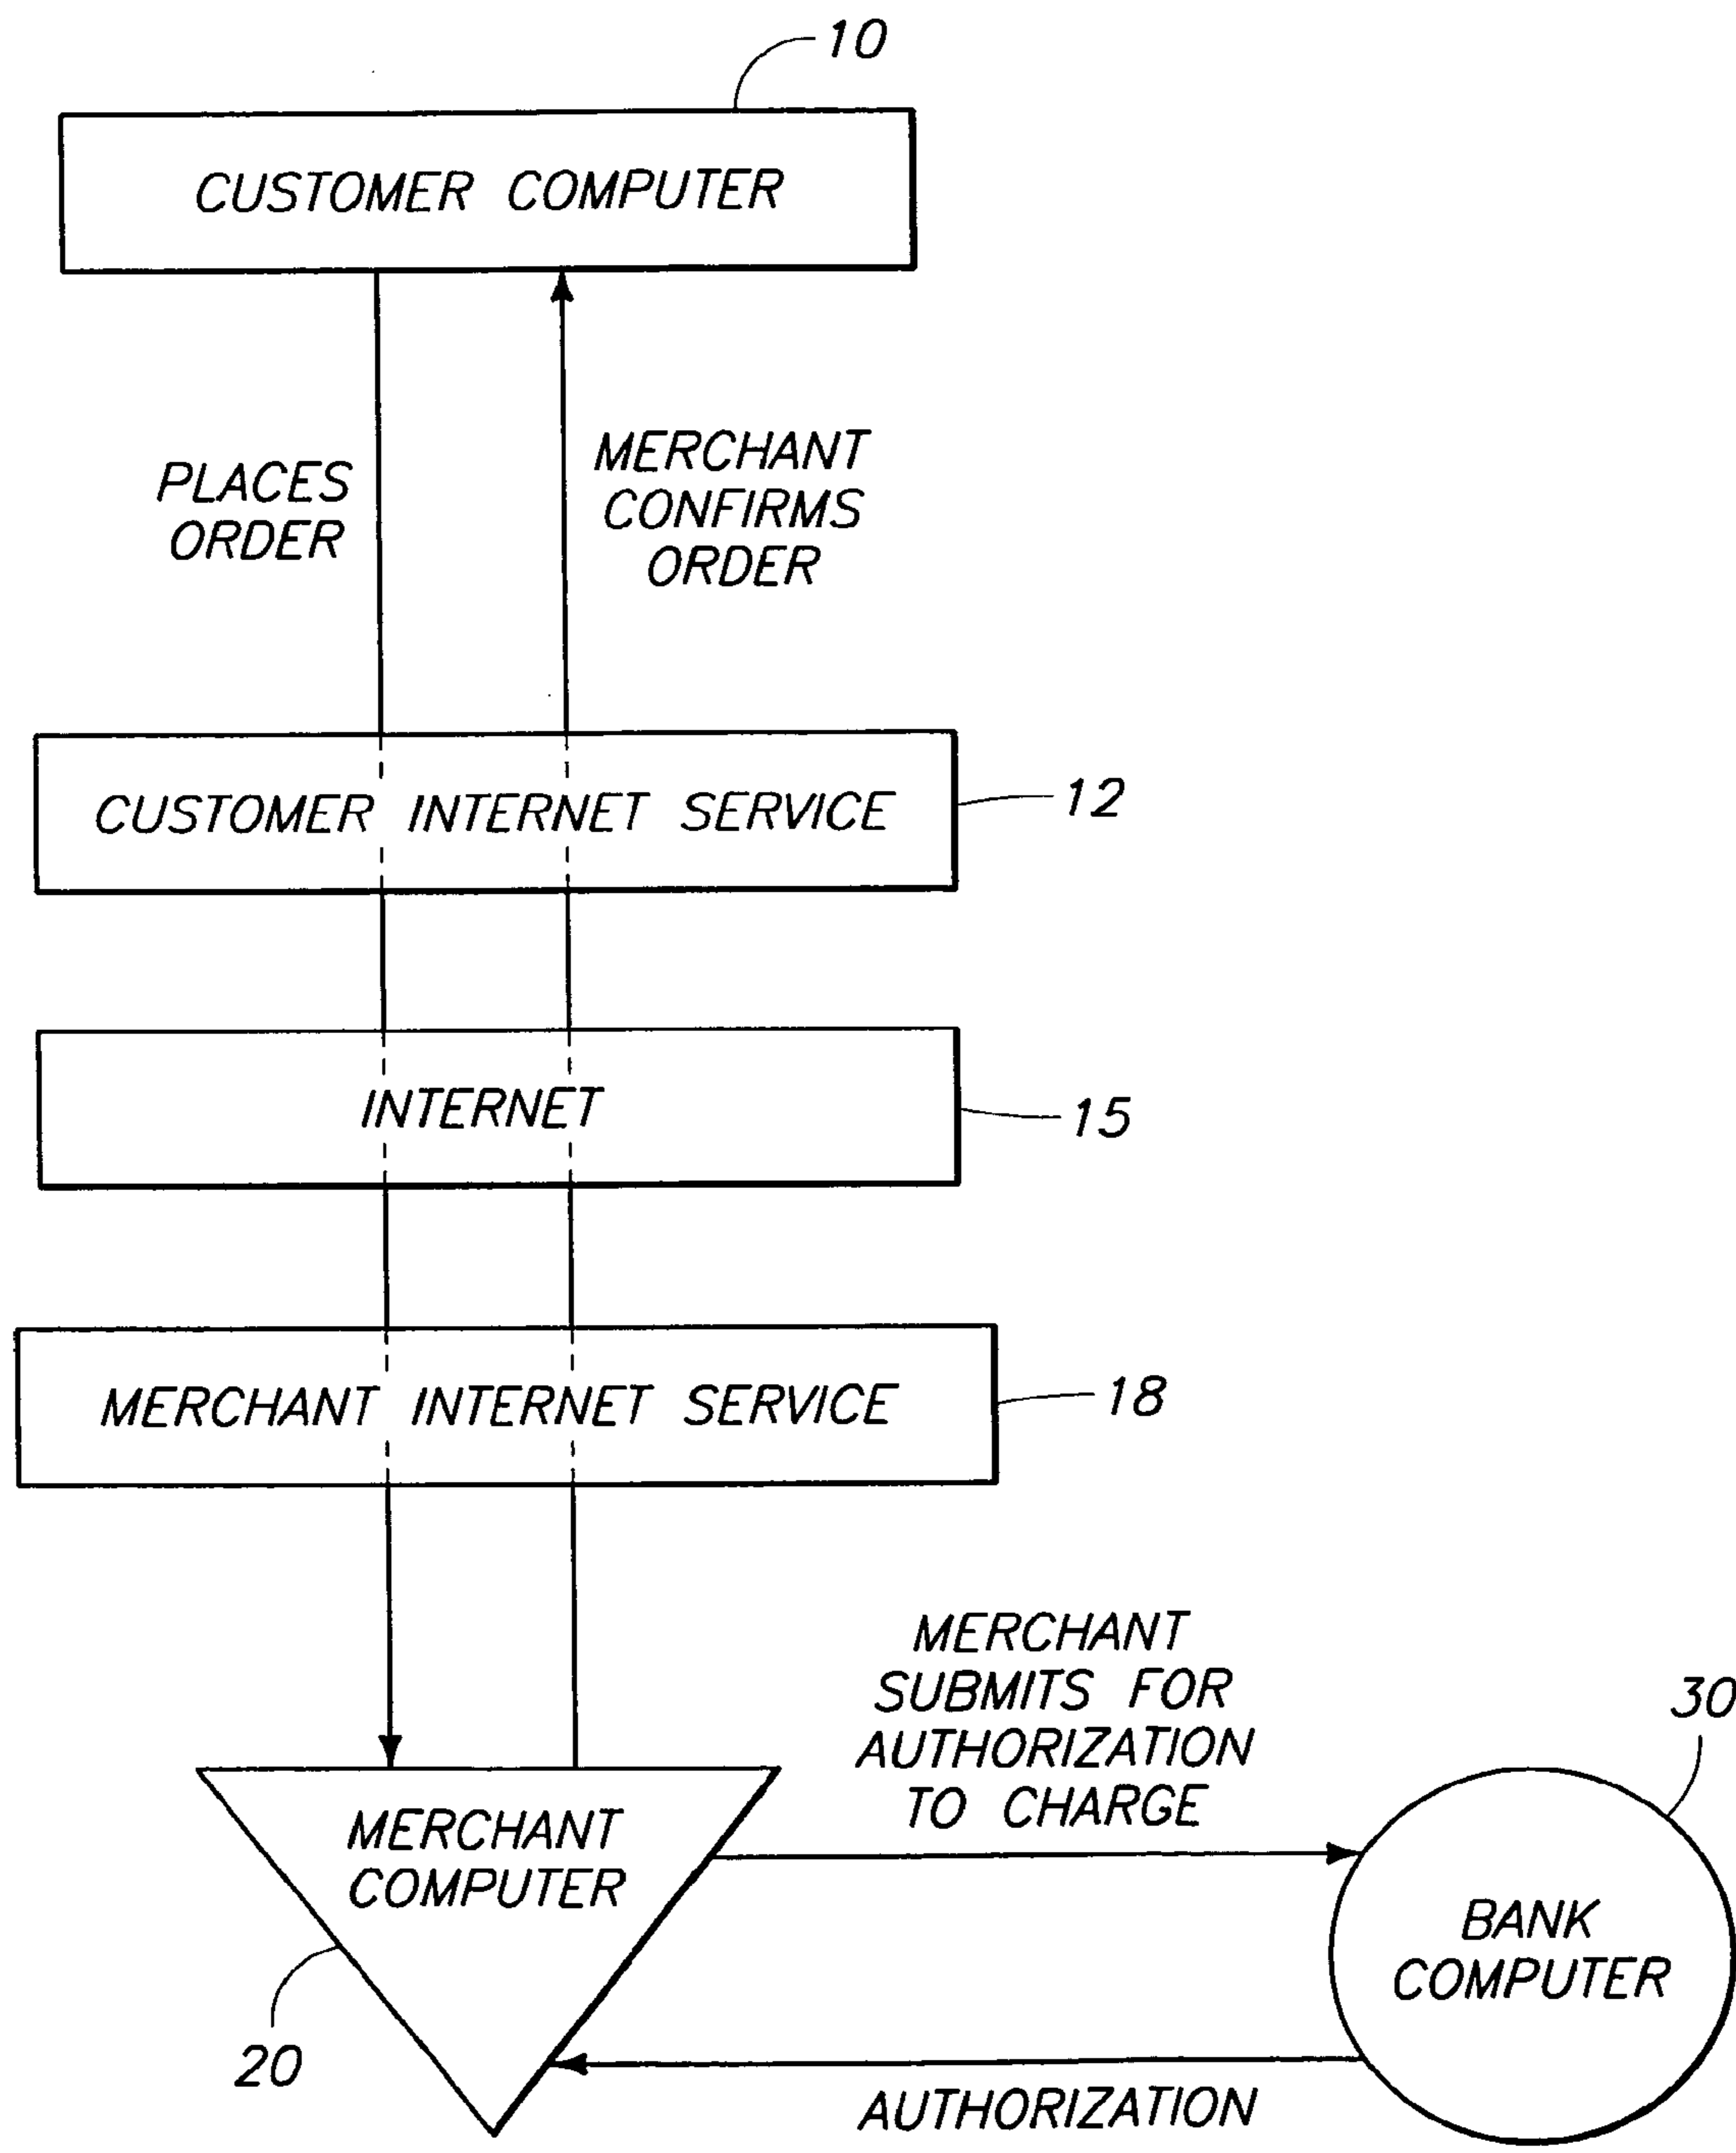 10
CUSTOMER COMPUTER
PLACES
ORDER
MERCHANT
CONFIRMS
ORDER
CUSTOMER INTERNET SERVICE
12
INTERNET
15
MERCHANT INTERNET SERVICE
18
MERCHANT
SUBMITS FOR
AUTHORIZATION
TO CHARGE
30
MERCHANT
COMPUTER
BANK
COMPUTER
20
AUTHORIZATION